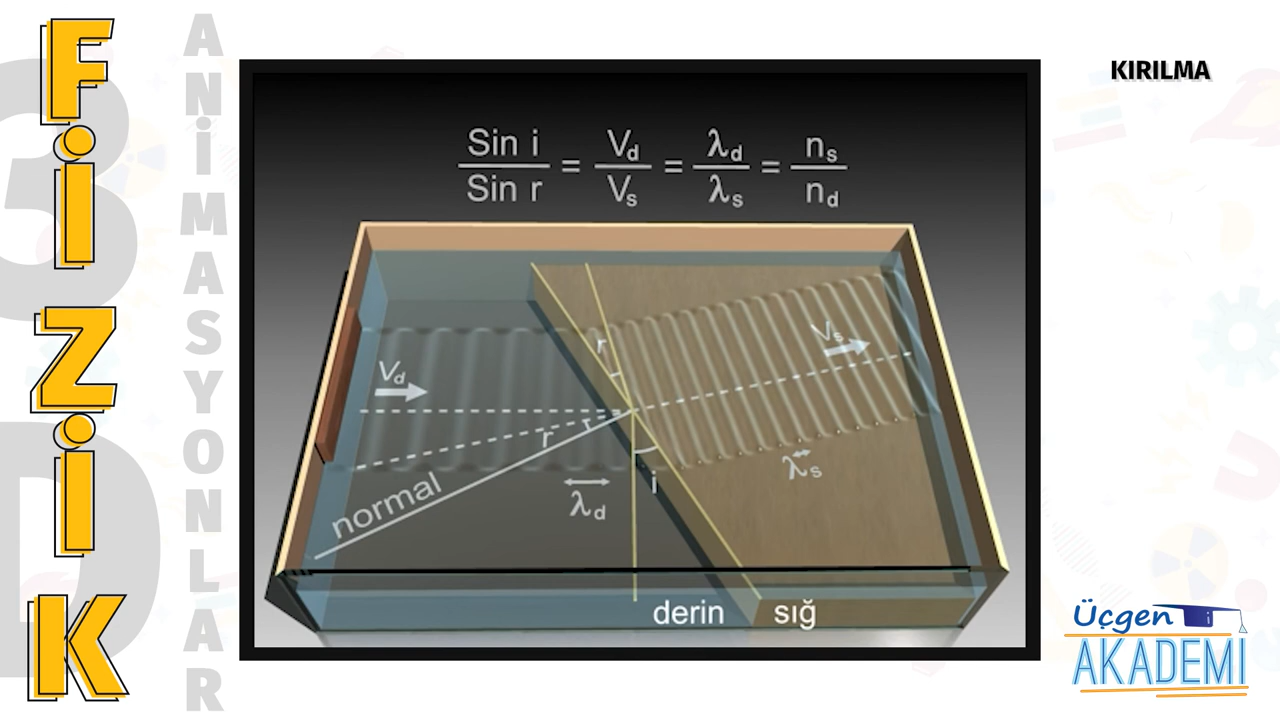 FİZİK
3D
ANİMASYONLAR
KIRILMA
Sin i / Sin r = V_d / V_s = λ_d / λ_s = n_s / n_d
r
V_s
V_d
r
r
λ_s
i
normal
λ_d
derin
sığ
Üçgen
AKADEMİ